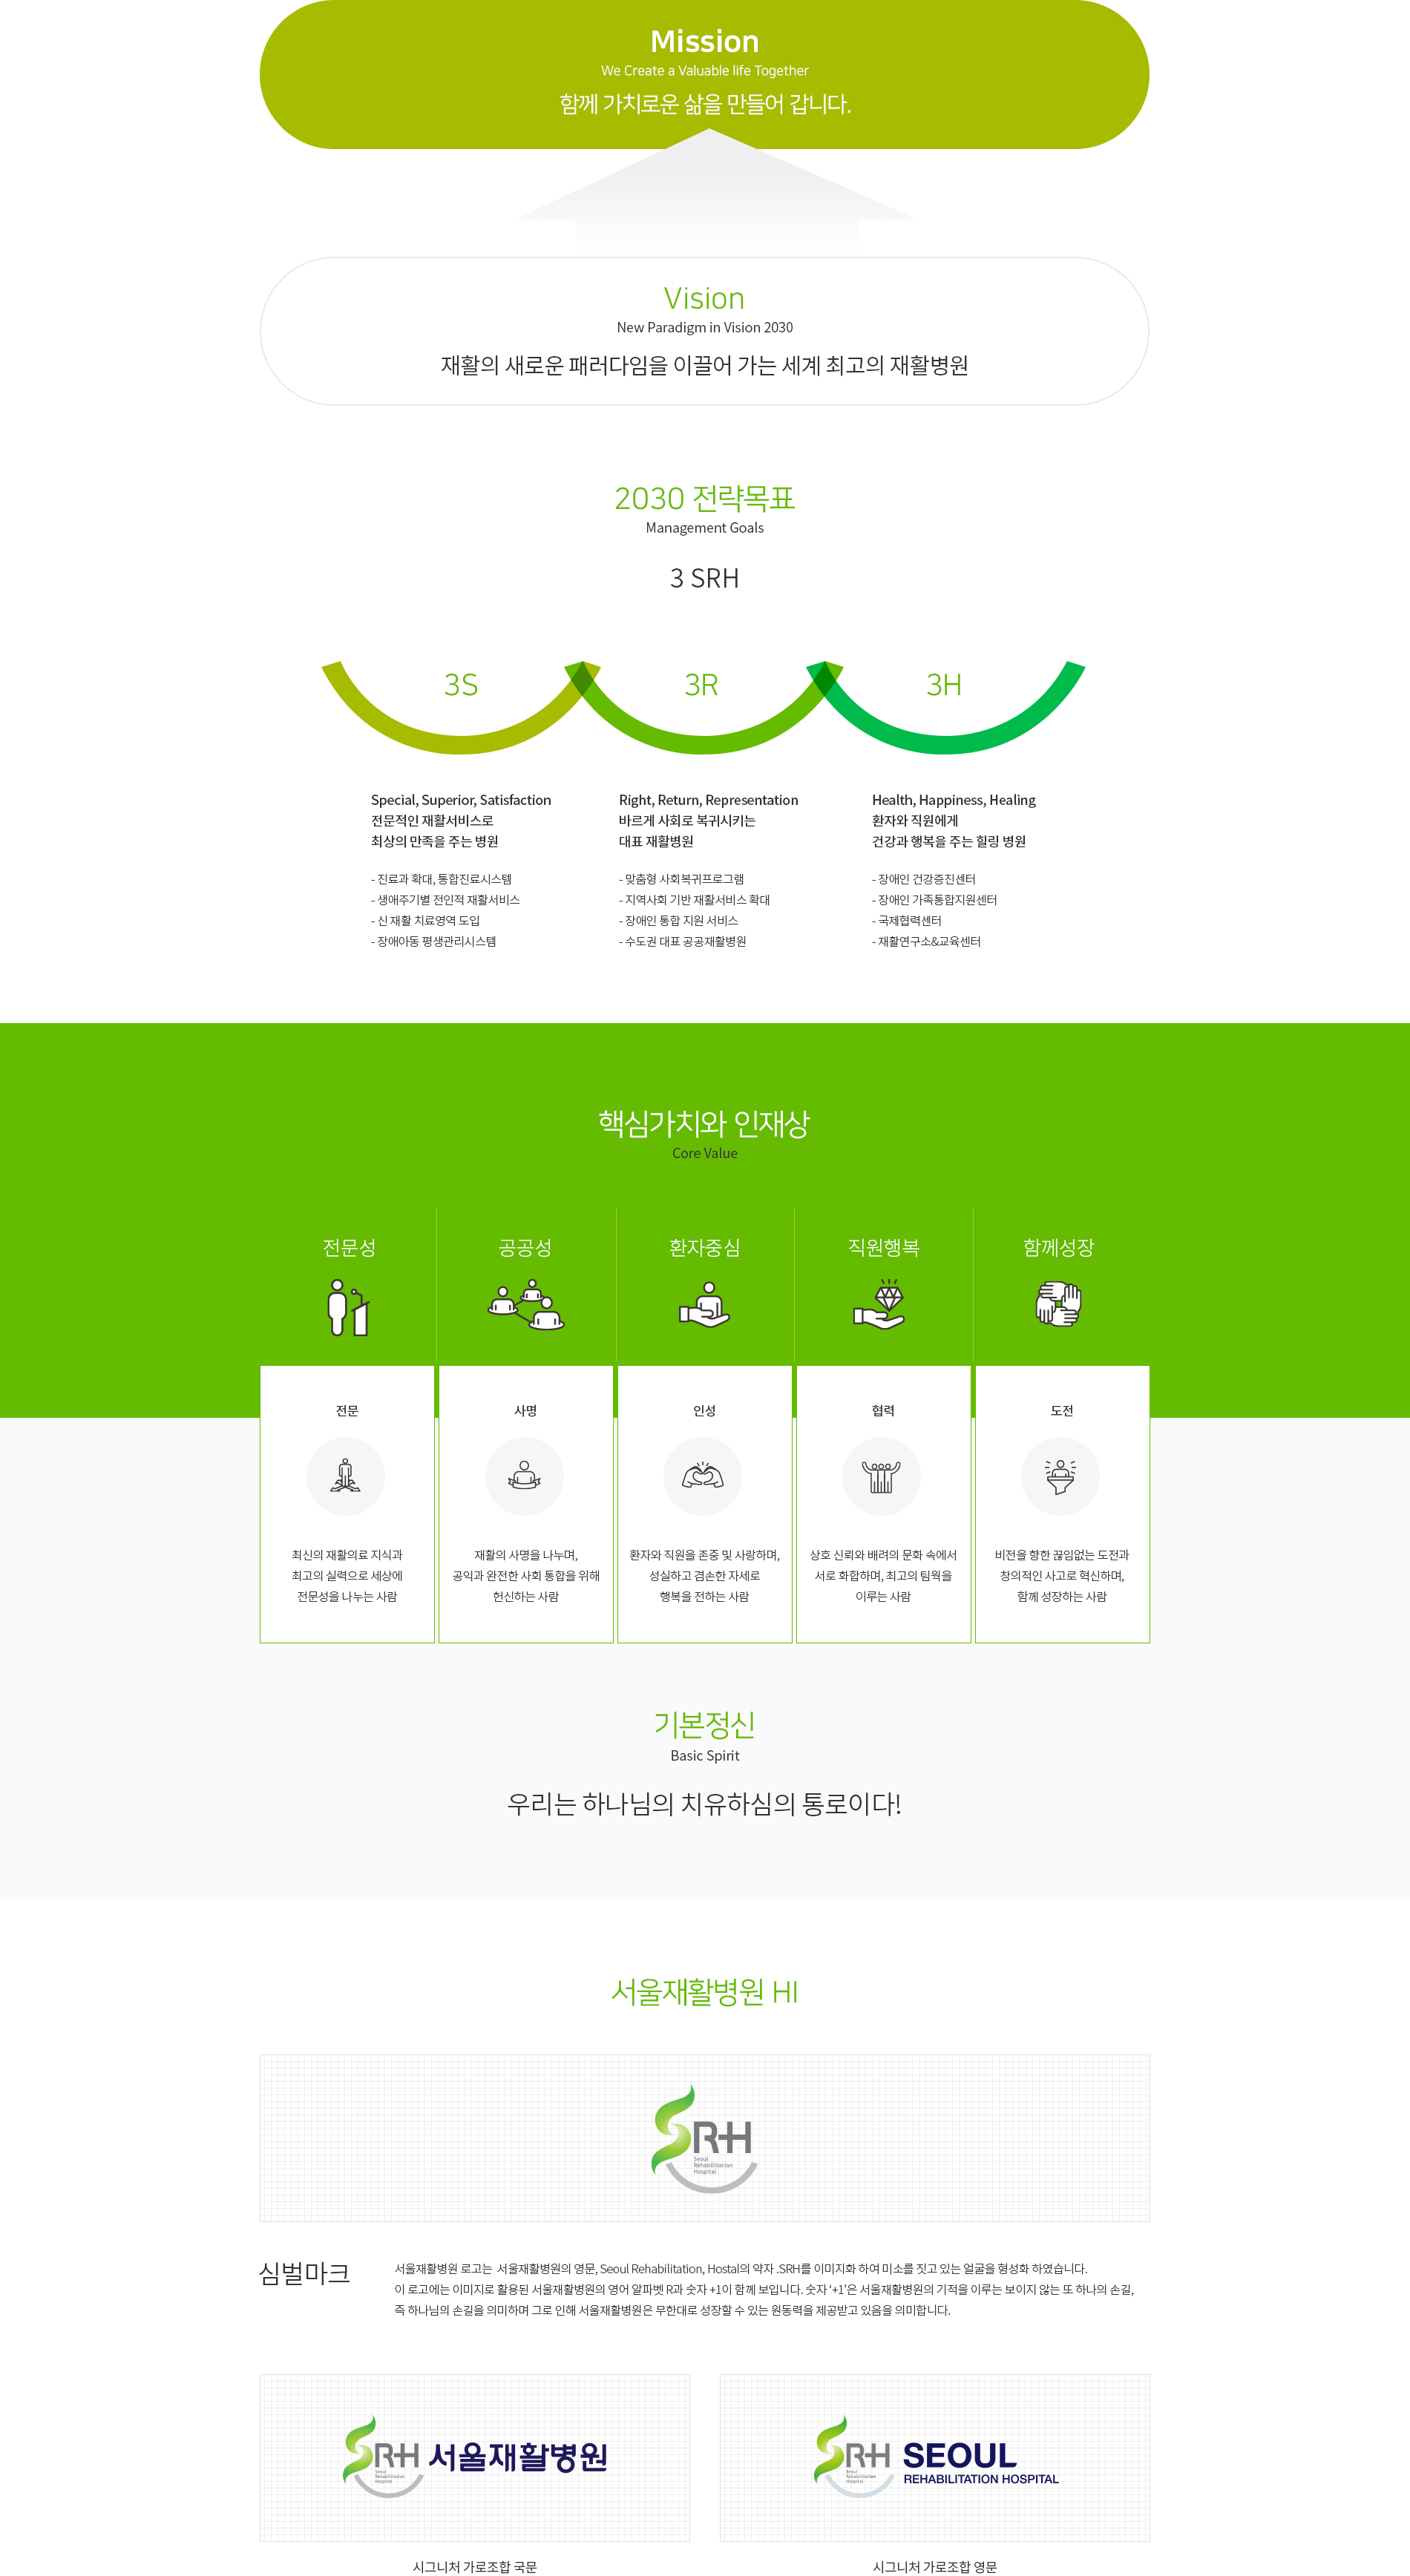 Mission
We Create a Valuable life Together
함께 가치로운 삶을 만들어 갑니다.
Vision
New Paradigm in Vision 2030
재활의 새로운 패러다임을 이끌어 가는 세계 최고의 재활병원
2030 전략목표
Management Goals
3 SRH
3S
3R
3H
Special, Superior, Satisfaction
전문적인 재활서비스로
최상의 만족을 주는 병원
- 진료과 확대, 통합진료시스템
- 생애주기별 전인적 재활서비스
- 신 재활 치료영역 도입
- 장애아동 평생관리시스템
Right, Return, Representation
바르게 사회로 복귀시키는
대표 재활병원
- 맞춤형 사회복귀프로그램
- 지역사회 기반 재활서비스 확대
- 장애인 통합 지원 서비스
- 수도권 대표 공공재활병원
Health, Happiness, Healing
환자와 직원에게
건강과 행복을 주는 힐링 병원
- 장애인 건강증진센터
- 장애인 가족통합지원센터
- 국제협력센터
- 재활연구소&교육센터
핵심가치와 인재상
Core Value
전문성
공공성
환자중심
직원행복
함께성장
전문
최신의 재활의료 지식과
최고의 실력으로 세상에
전문성을 나누는 사람
사명
재활의 사명을 나누며,
공익과 완전한 사회 통합을 위해
헌신하는 사람
인성
환자와 직원을 존중 및 사랑하며,
성실하고 겸손한 자세로
행복을 전하는 사람
협력
상호 신뢰와 배려의 문화 속에서
서로 화합하며, 최고의 팀웍을
이루는 사람
도전
비전을 향한 끊임없는 도전과
창의적인 사고로 혁신하며,
함께 성장하는 사람
기본정신
Basic Spirit
우리는 하나님의 치유하심의 통로이다!
서울재활병원 HI
SRH
Seoul
Rehabilitation
Hospital
심벌마크
서울재활병원 로고는 서울재활병원의 영문, Seoul Rehabilitation, Hostal의 약자 .SRH를 이미지화 하여 미소를 짓고 있는 얼굴을 형성화 하였습니다.
이 로고에는 이미지로 활용된 서울재활병원의 영어 알파벳 R과 숫자 +1이 함께 보입니다. 숫자 ‘+1’은 서울재활병원의 기적을 이루는 보이지 않는 또 하나의 손길,
즉 하나님의 손길을 의미하며 그로 인해 서울재활병원은 무한대로 성장할 수 있는 원동력을 제공받고 있음을 의미합니다.
SRH 서울재활병원
Seoul
Rehabilitation
Hospital
시그니처 가로조합 국문
SRH SEOUL
REHABILITATION HOSPITAL
Seoul
Rehabilitation
Hospital
시그니처 가로조합 영문